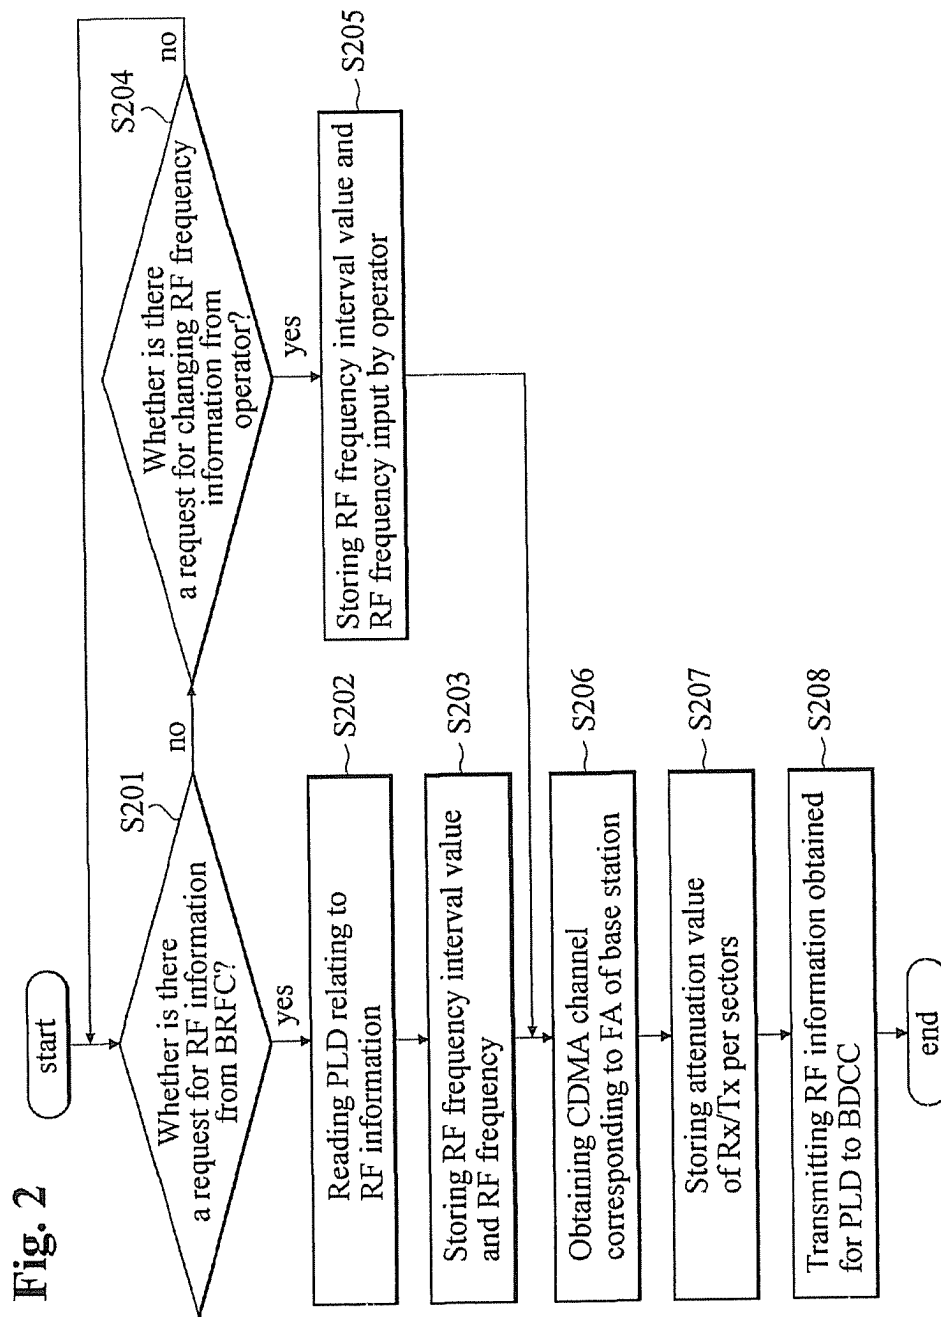 Fig. 2
start
Whether is there
a request for RF information
from BRFC?
S201
no
yes
Reading PLD relating to
RF information
S202
Storing RF frequency interval value
and RF frequency
S203
Whether is there
a request for changing RF frequency
information from
operator?
S204
no
yes
Storing RF frequency interval value and
RF frequency input by operator
S205
Obtaining CDMA channel
corresponding to FA of base station
S206
Storing attenuation value
of Rx/Tx per sectors
S207
Transmitting RF information obtained
for PLD to BDCC
S208
end